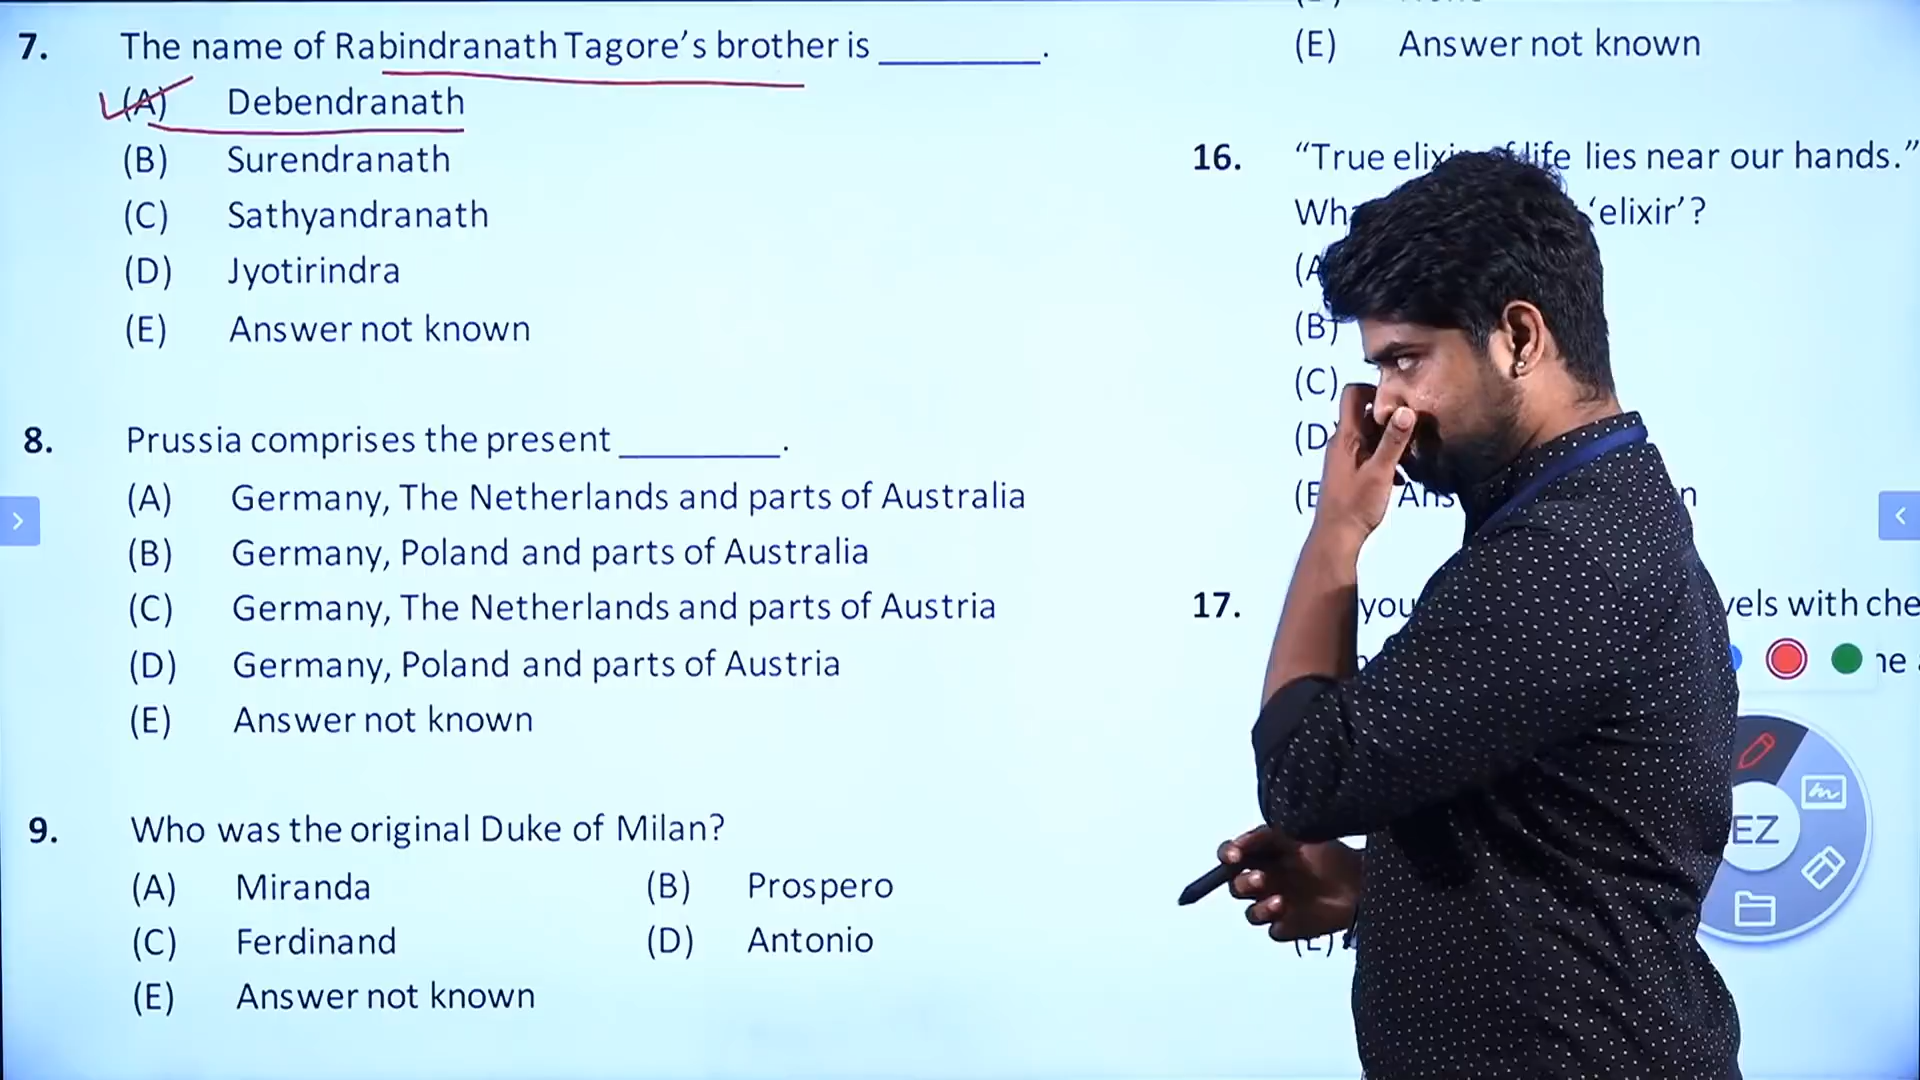 7. The name of Rabindranath Tagore's brother is ________.
(A) Debendranath
(B) Surendranath
(C) Sathyandranath
(D) Jyotirindra
(E) Answer not known
8. Prussia comprises the present ________.
(A) Germany, The Netherlands and parts of Australia
(B) Germany, Poland and parts of Australia
(C) Germany, The Netherlands and parts of Austria
(D) Germany, Poland and parts of Austria
(E) Answer not known
9. Who was the original Duke of Milan?
(A) Miranda (B) Prospero
(C) Ferdinand (D) Antonio
(E) Answer not known
(E) Answer not known
16. "True elixir of life lies near our hands."
'elixir'?
(A
(B)
(C)
(D)
(E
17. you with
EZ